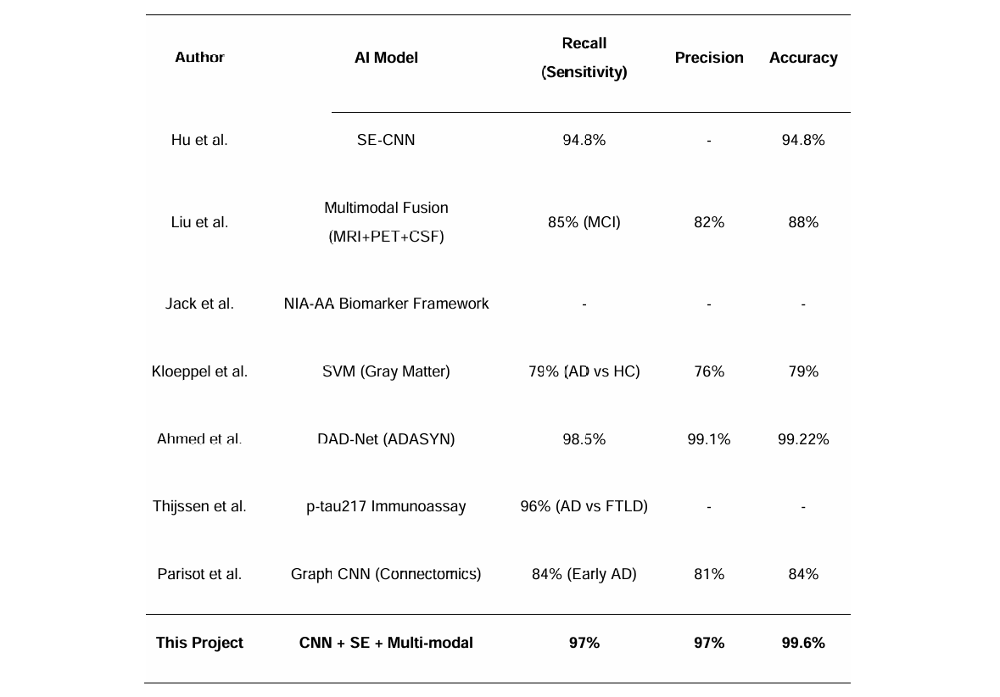 Author AI Model Recall (Sensitivity) Precision Accuracy
Hu et al. SE-CNN 94.8% - 94.8%
Liu et al. Multimodal Fusion (MRI+PET+CSF) 85% (MCI) 82% 88%
Jack et al. NIA-AA Biomarker Framework - - -
Kloeppel et al. SVM (Gray Matter) 79% (AD vs HC) 76% 79%
Ahmed et al. DAD-Net (ADASYN) 98.5% 99.1% 99.22%
Thijssen et al. p-tau217 Immunoassay 96% (AD vs FTLD) - -
Parisot et al. Graph CNN (Connectomics) 84% (Early AD) 81% 84%
This Project CNN + SE + Multi-modal 97% 97% 99.6%